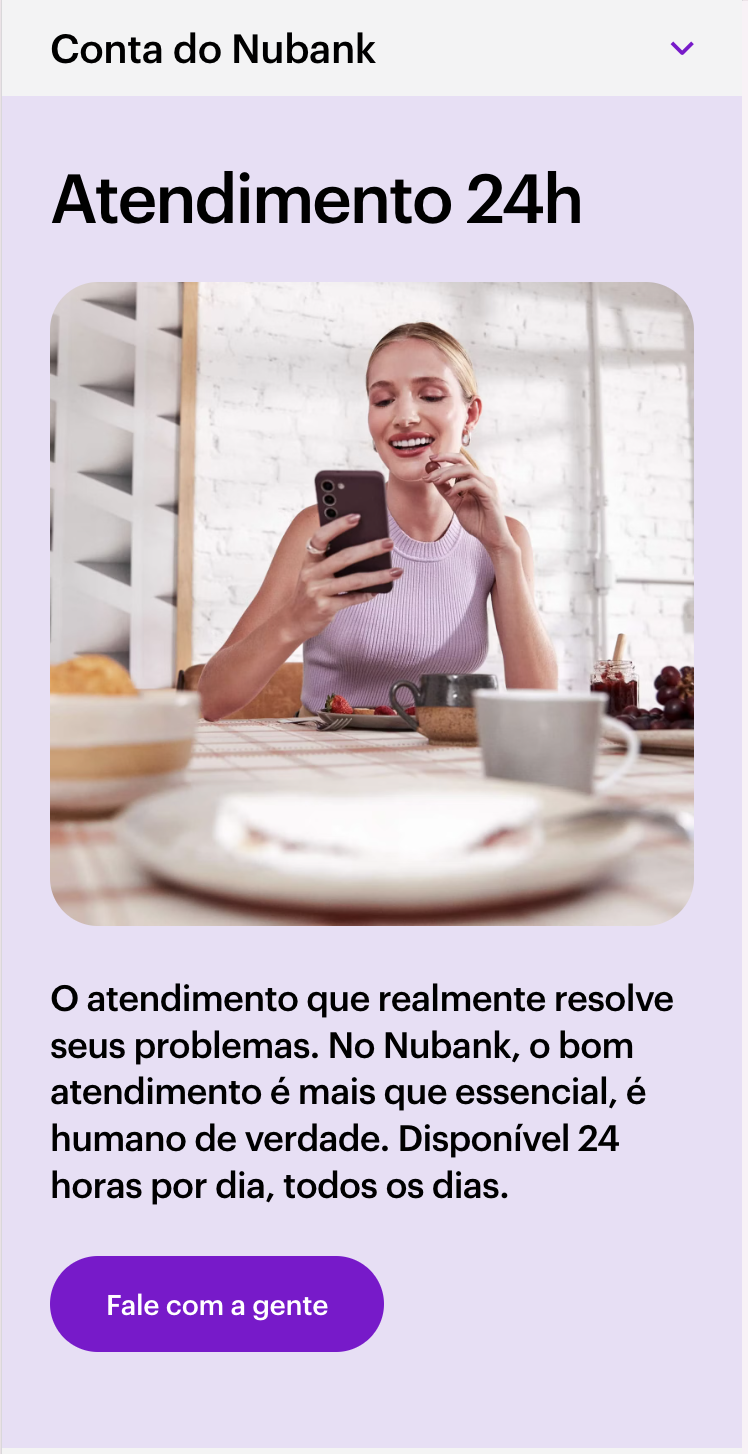 Conta do Nubank
Atendimento 24h
O atendimento que realmente resolve
seus problemas. No Nubank, o bom
atendimento é mais que essencial, é
humano de verdade. Disponível 24
horas por dia, todos os dias.
Fale com a gente